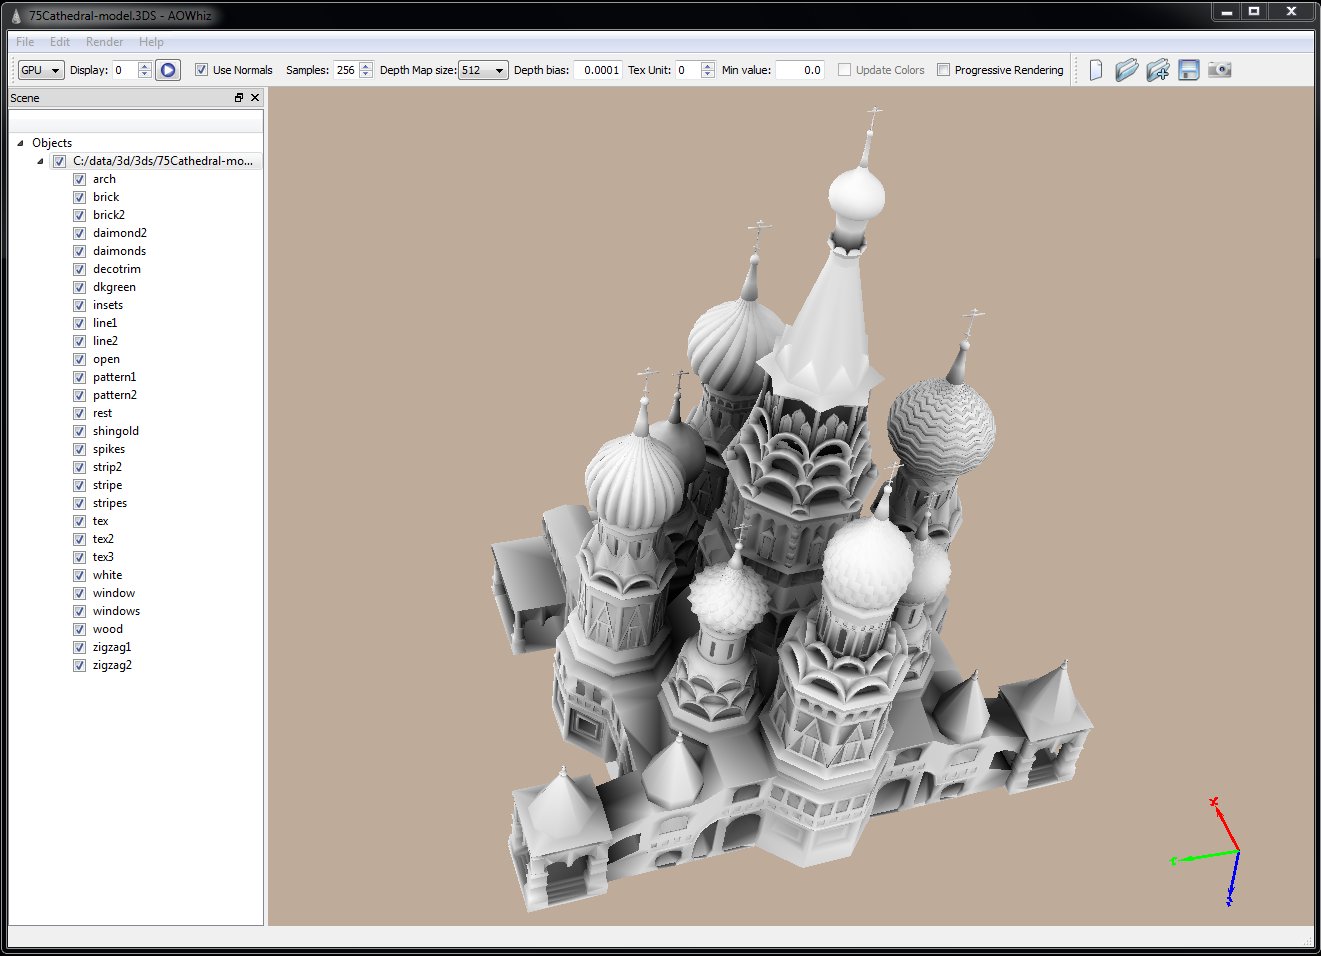 75Cathedral-model.3DS - AOWhiz
File Edit Render Help
GPU Display: 0 Use Normals Samples: 256 Depth Map size: 512 Depth bias: 0.0001 Tex Unit: 0 Min value: 0.0 Update Colors Progressive Rendering
Scene
Objects
C:/data/3d/3ds/75Cathedral-mo...
arch
brick
brick2
daimond2
daimonds
decotrim
dkgreen
insets
line1
line2
open
pattern1
pattern2
rest
shingold
spikes
strip2
stripe
stripes
tex
tex2
tex3
white
window
windows
wood
zigzag1
zigzag2